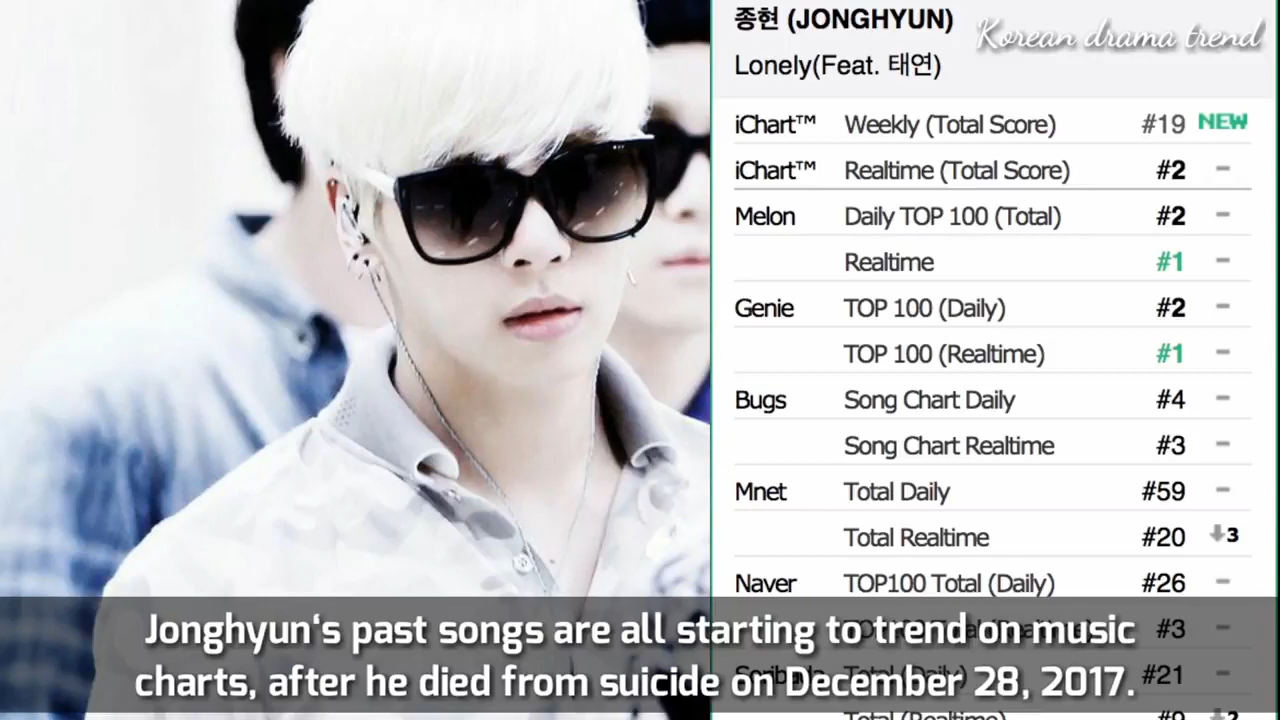 종현 (JONGHYUN)
Korean drama trend
Lonely(Feat. 태연)
iChart™ Weekly (Total Score) #19 NEW
iChart™ Realtime (Total Score) #2 -
Melon Daily TOP 100 (Total) #2 -
Realtime #1 -
Genie TOP 100 (Daily) #2 -
TOP 100 (Realtime) #1 -
Bugs Song Chart Daily #4 -
Song Chart Realtime #3 -
Mnet Total Daily #59 -
Total Realtime #20 ↓3
Naver TOP100 Total (Daily) #26 -
#3 -
Jonghyun‘s past songs are all starting to trend on music
Total (Daily) #21 -
charts, after he died from suicide on December 28, 2017.
Total (Realtime)